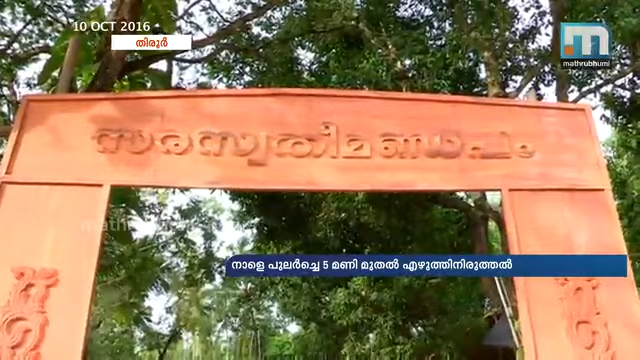 10 OCT 2016
തിരൂർ
mathrubhumi
സരസ്വതീമണ്ഡപം
നാളെ പുലർച്ചെ 5 മണി മുതൽ എഴുത്തിനിരുത്തൽ